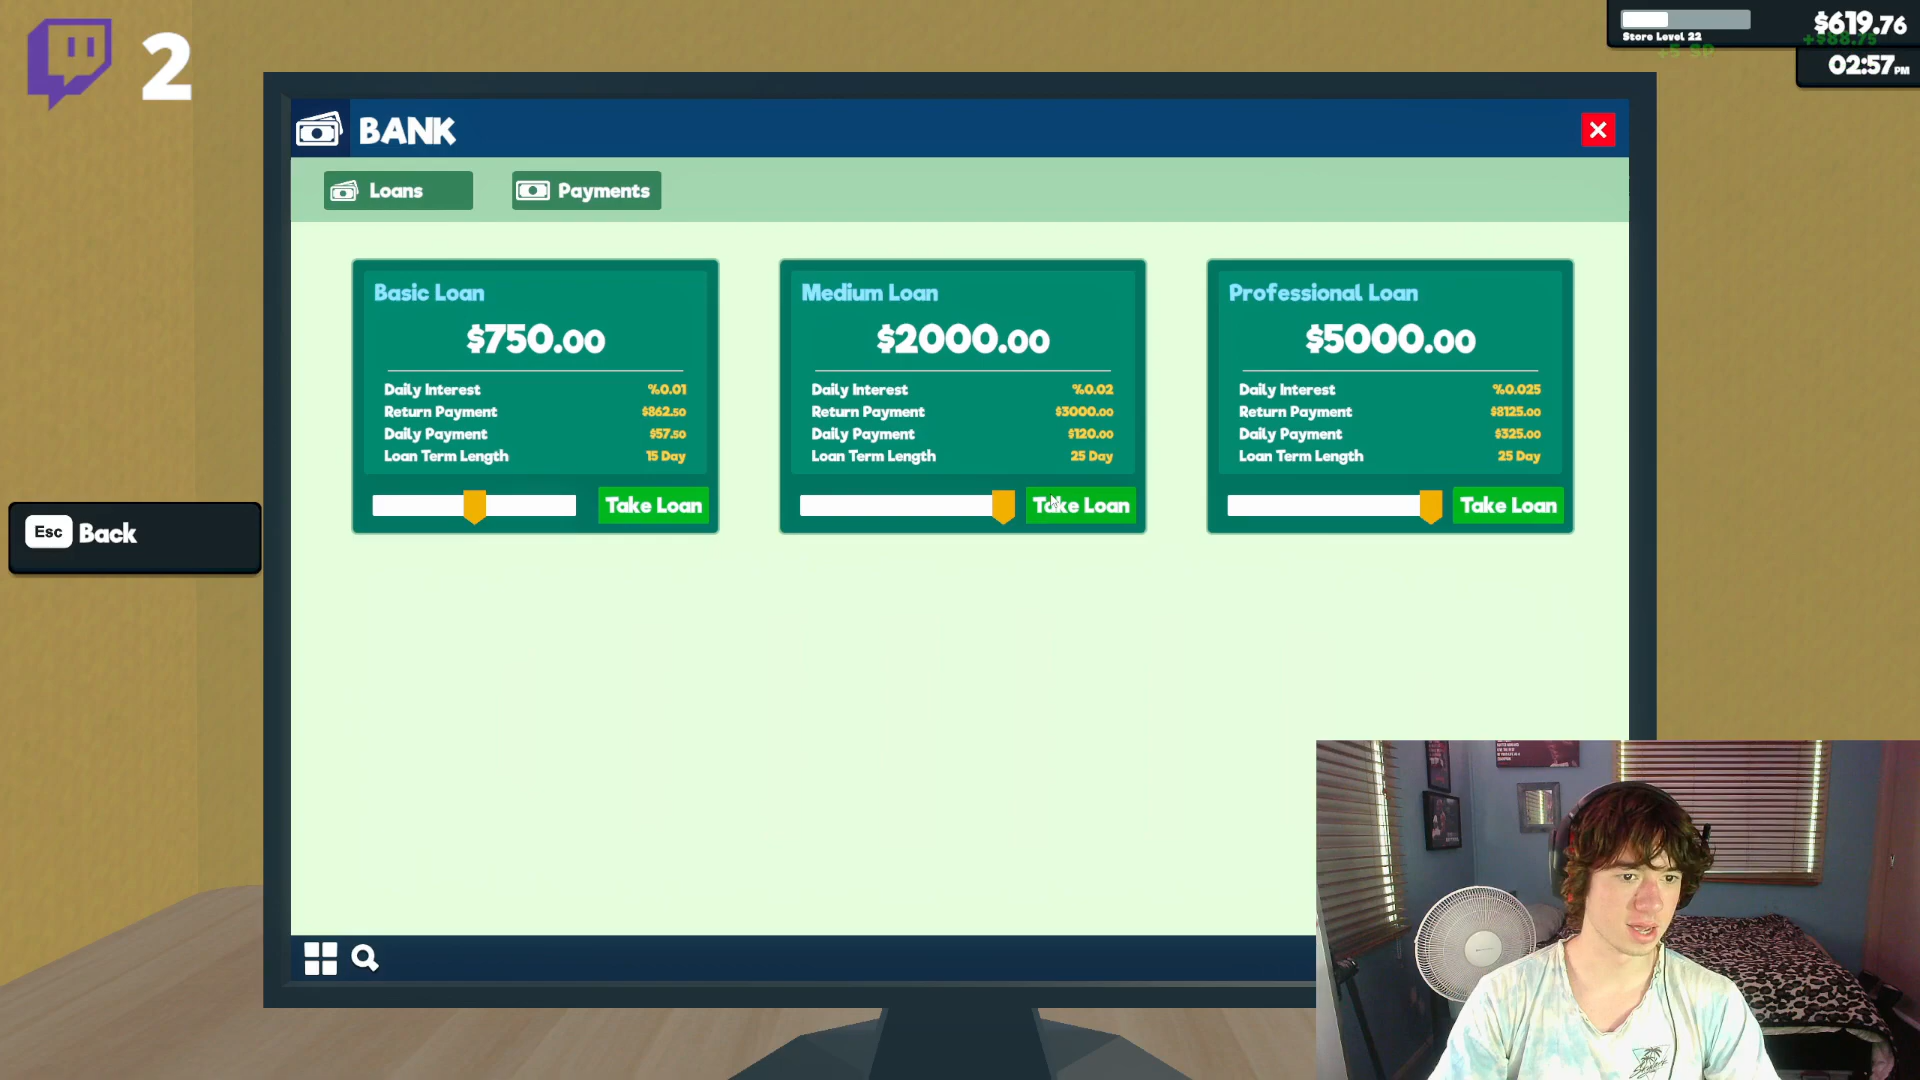 2
$619.76
Store Level 22
+$88.75
+5 SP
02:57PM
BANK
Loans
Payments
Basic Loan
$750.00
Daily Interest %0.01
Return Payment $862.50
Daily Payment $57.50
Loan Term Length 15 Day
Take Loan
Medium Loan
$2000.00
Daily Interest %0.02
Return Payment $3000.00
Daily Payment $120.00
Loan Term Length 25 Day
Take Loan
Professional Loan
$5000.00
Daily Interest %0.025
Return Payment $8125.00
Daily Payment $325.00
Loan Term Length 25 Day
Take Loan
Esc Back